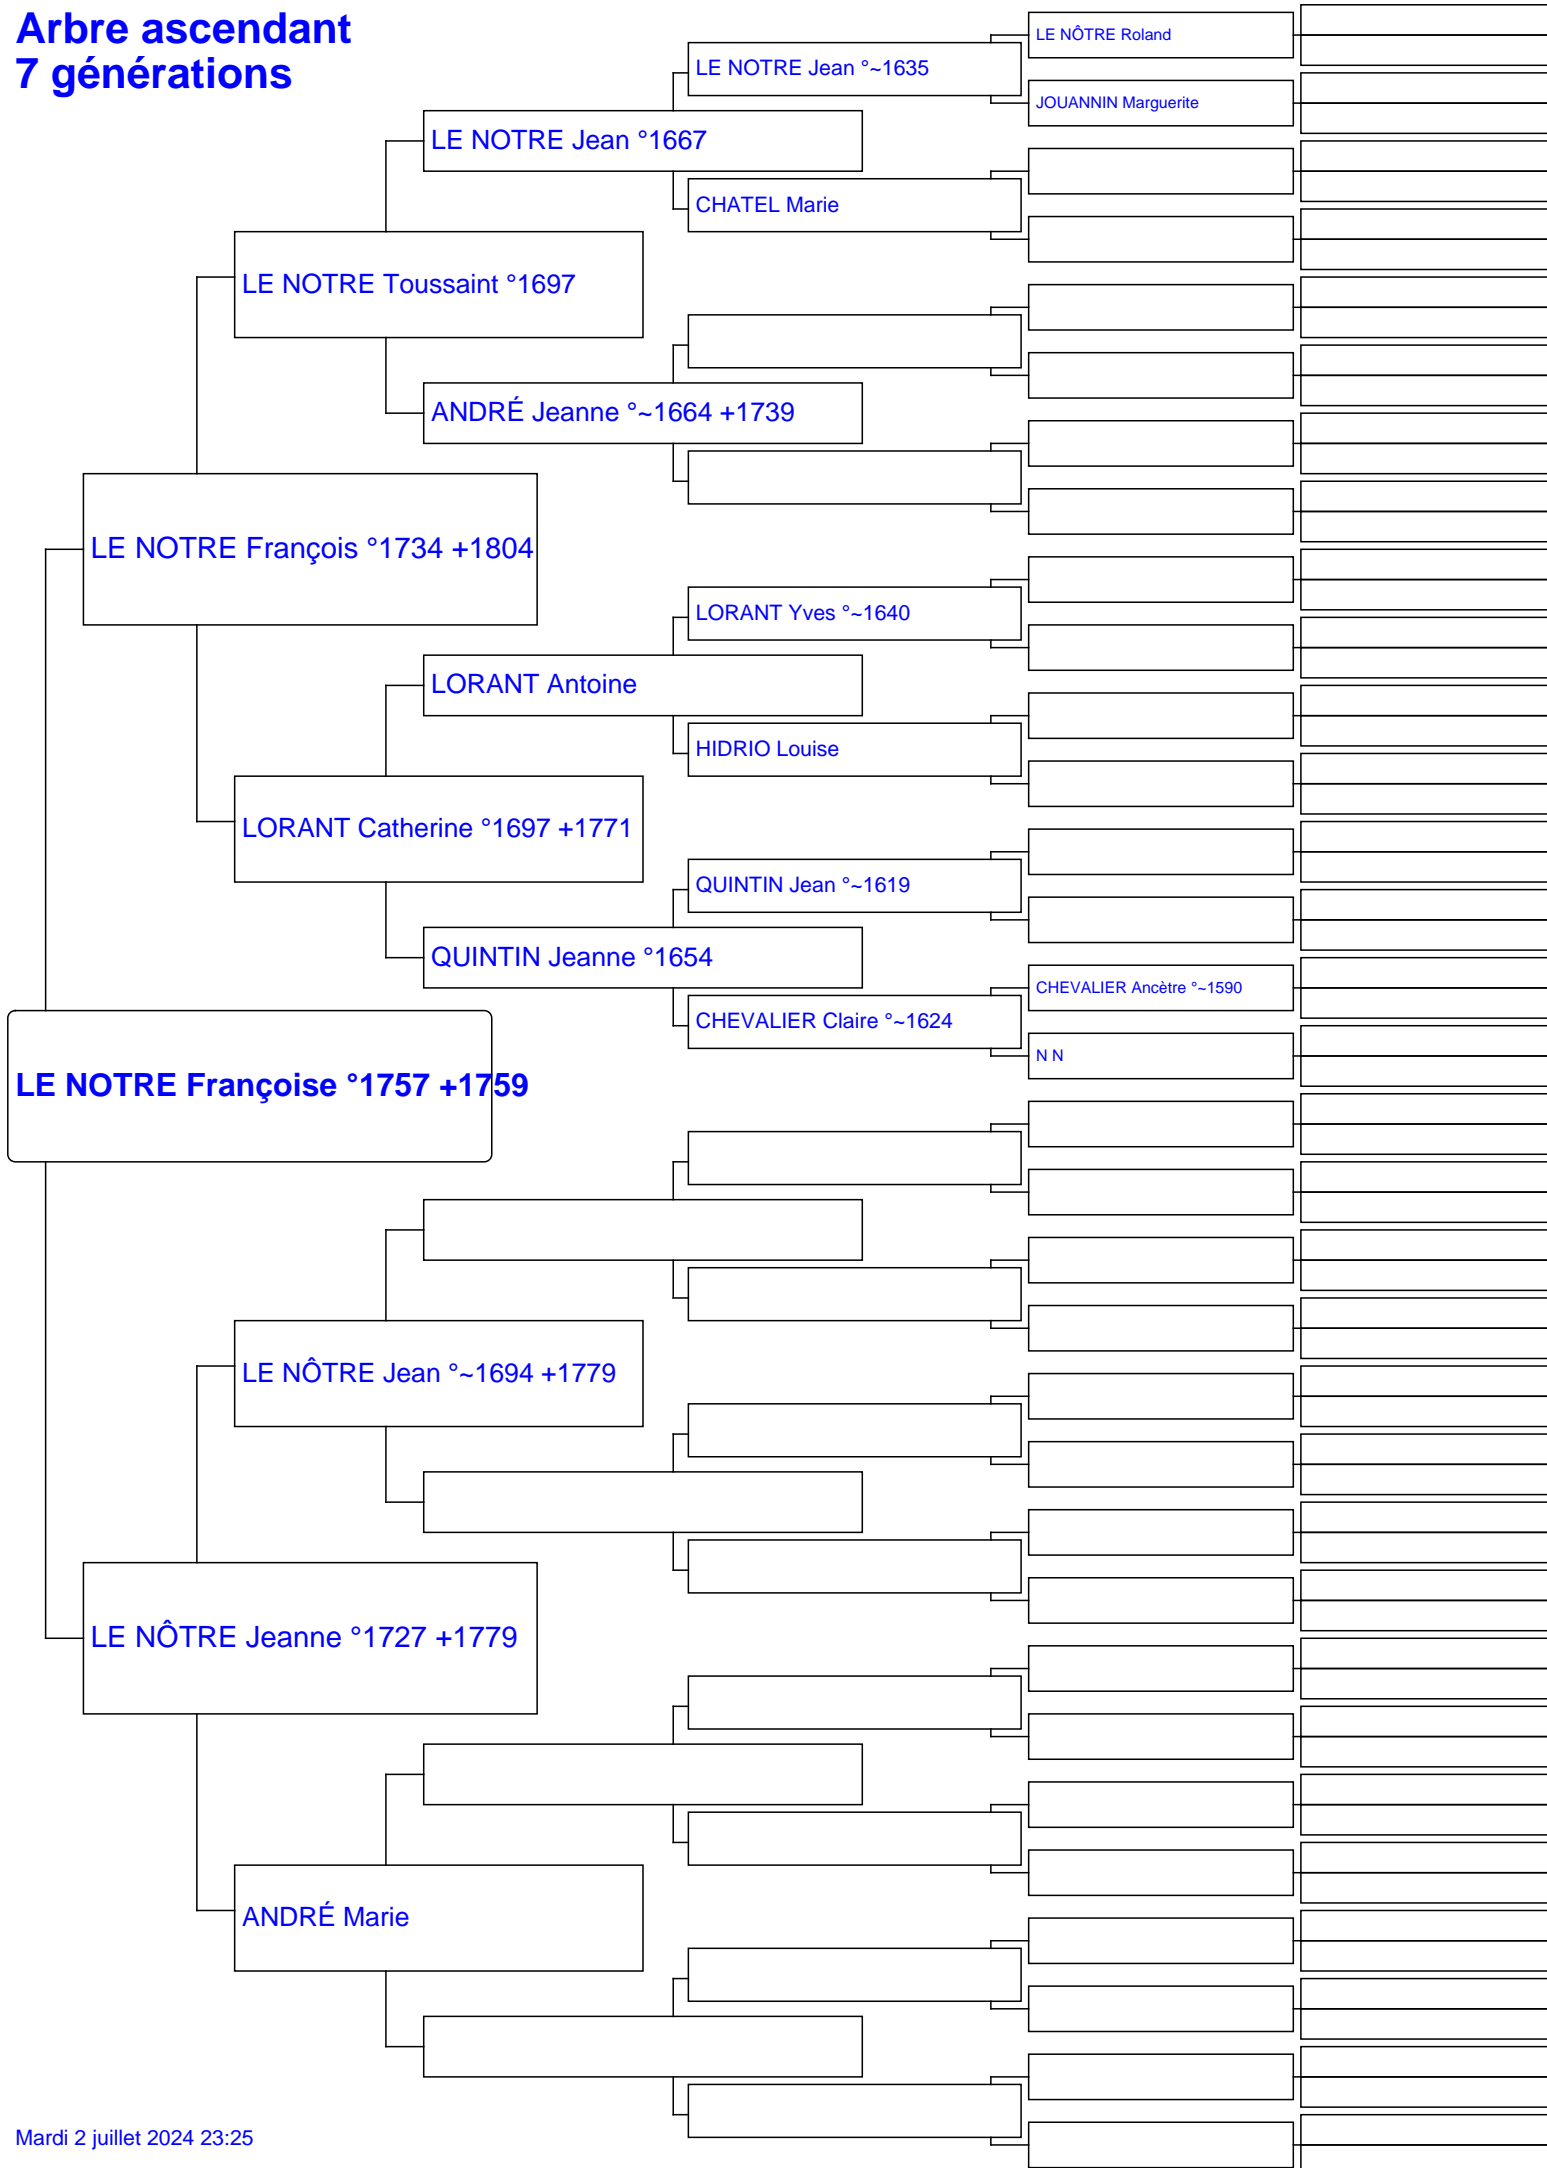 Arbre ascendant
7 générations
LE NÔTRE Roland
LE NOTRE Jean °~1635
JOUANNIN Marguerite
LE NOTRE Jean °1667
CHATEL Marie
LE NOTRE Toussaint °1697
ANDRÉ Jeanne °~1664 +1739
LE NOTRE François °1734 +1804
LORANT Yves °~1640
LORANT Antoine
HIDRIO Louise
LORANT Catherine °1697 +1771
QUINTIN Jean °~1619
QUINTIN Jeanne °1654
CHEVALIER Ancètre °~1590
CHEVALIER Claire °~1624
N N
LE NOTRE Françoise °1757 +1759
LE NÔTRE Jean °~1694 +1779
LE NÔTRE Jeanne °1727 +1779
ANDRÉ Marie
Mardi 2 juillet 2024 23:25